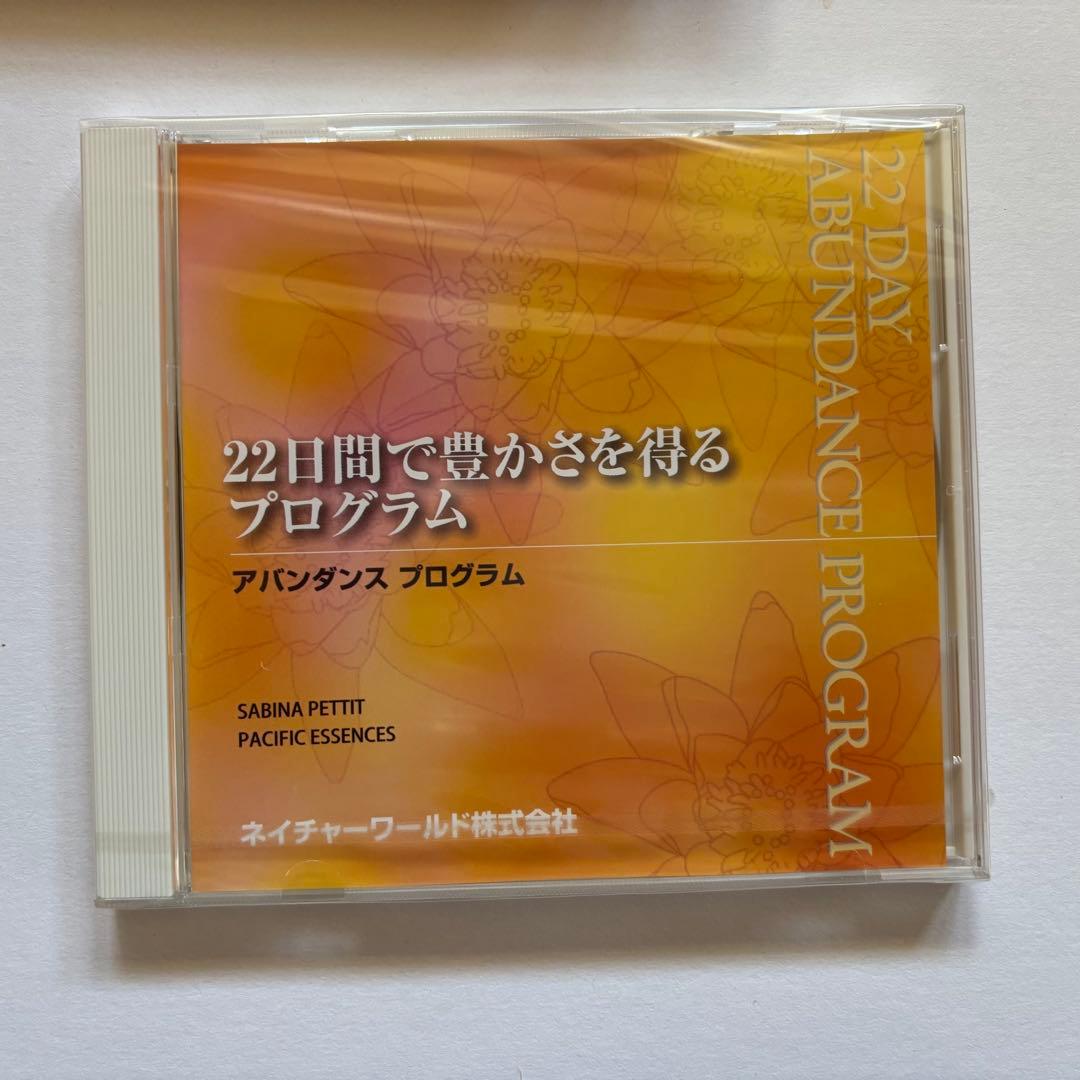 22日間で豊かさを得る
プログラム
アバンダンス プログラム
SABINA PETTIT
PACIFIC ESSENCES
ネイチャーワールド株式会社
22 DAY
ABUNDANCE PROGRAM